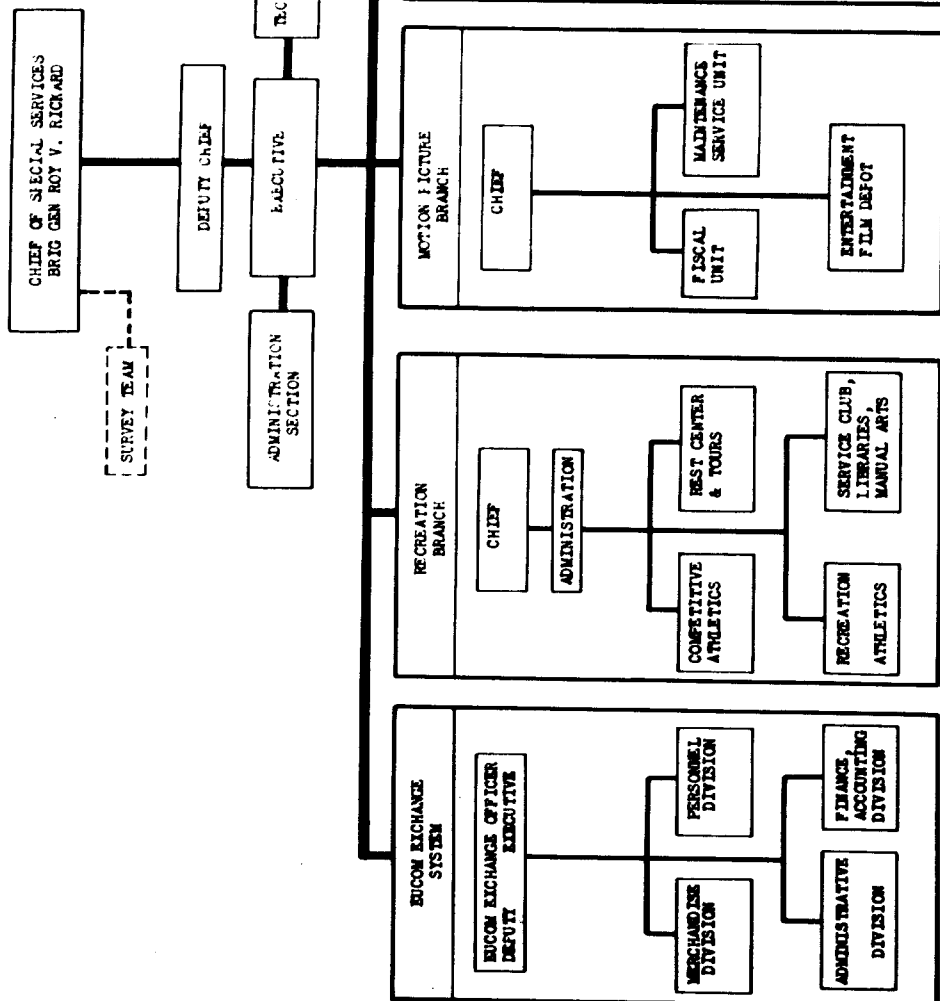 CHIEF OF SPECIAL SERVICES
BRIG GEN ROY V. RICKARD
SURVEY TEAM
DEPUTY CHIEF
EXECUTIVE
TEC
ADMINISTRATION
SECTION
EUCOM EXCHANGE
SYSTEM
EUCOM EXCHANGE OFFICER
DEPUTY EXECUTIVE
MERCHANDISE
DIVISION
PERSONNEL
DIVISION
ADMINISTRATIVE
DIVISION
FINANCE,
ACCOUNTING
DIVISION
RECREATION
BRANCH
CHIEF
ADMINISTRATION
COMPETITIVE
ATHLETICS
REST CENTER
& TOURS
RECREATION
ATHLETICS
SERVICE CLUB,
LIBRARIES,
MANUAL ARTS
MOTION PICTURE
BRANCH
CHIEF
FISCAL
UNIT
MAINTENANCE
SERVICE UNIT
ENTERTAINMENT
FILM DEPOT